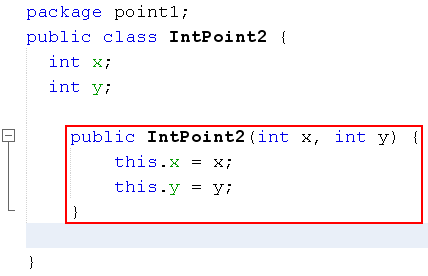 package point1;
public class IntPoint2 {
int x;
int y;
public IntPoint2(int x, int y) {
this.x = x;
this.y = y;
}
}